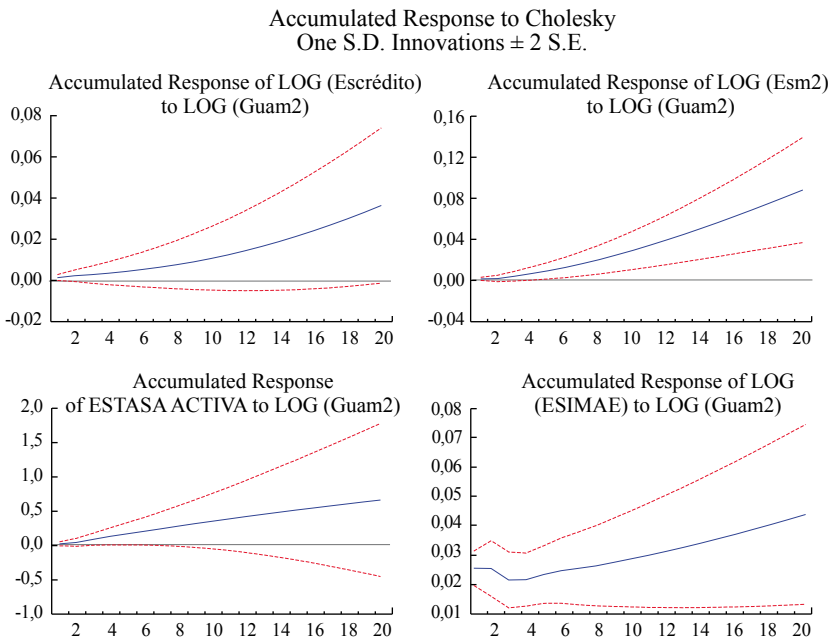 Accumulated Response to Cholesky
One S.D. Innovations ± 2 S.E.
Accumulated Response of LOG (Escrédito)
to LOG (Guam2)
0,08
0,06
0,04
0,02
0,00
-0,02
2 4 6 8 10 12 14 16 18 20
Accumulated Response of LOG (Esm2)
to LOG (Guam2)
0,16
0,12
0,08
0,04
0,00
-0,04
2 4 6 8 10 12 14 16 18 20
Accumulated Response
of ESTASA ACTIVA to LOG (Guam2)
2,0
1,5
1,0
0,5
0,0
-0,5
-1,0
2 4 6 8 10 12 14 16 18 20
Accumulated Response of LOG
(ESIMAE) to LOG (Guam2)
0,08
0,07
0,06
0,05
0,04
0,03
0,02
0,01
2 4 6 8 10 12 14 16 18 20